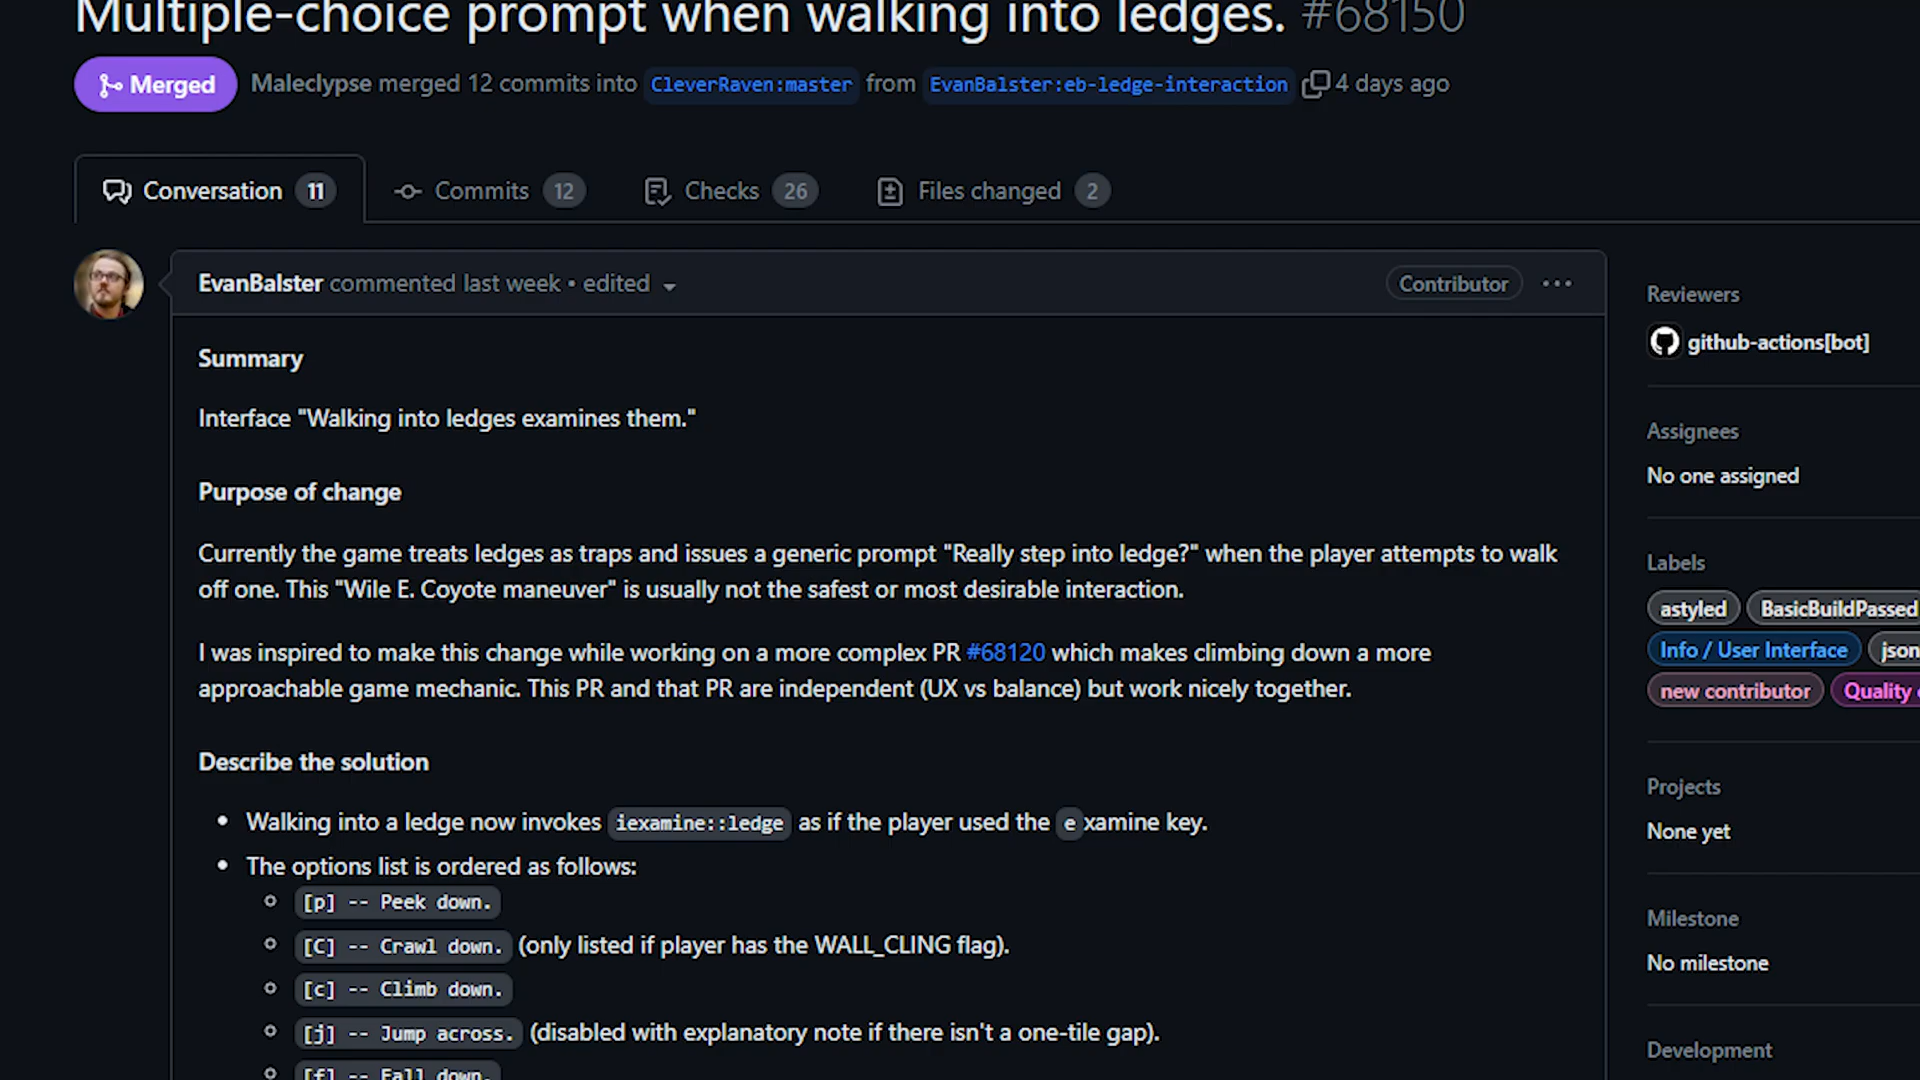 Multiple-choice prompt when walking into ledges. #68150
Merged Maleclypse merged 12 commits into CleverRaven:master from EvanBalster:eb-ledge-interaction 4 days ago
Conversation 11 Commits 12 Checks 26 Files changed 2
EvanBalster commented last week • edited Contributor ...
Summary
Interface "Walking into ledges examines them."
Purpose of change
Currently the game treats ledges as traps and issues a generic prompt "Really step into ledge?" when the player attempts to walk
off one. This "Wile E. Coyote maneuver" is usually not the safest or most desirable interaction.
I was inspired to make this change while working on a more complex PR #68120 which makes climbing down a more
approachable game mechanic. This PR and that PR are independent (UX vs balance) but work nicely together.
Describe the solution
• Walking into a ledge now invokes iexamine::ledge as if the player used the e xamine key.
• The options list is ordered as follows:
[p] -- Peek down.
[C] -- Crawl down. (only listed if player has the WALL_CLING flag).
[c] -- Climb down.
[j] -- Jump across. (disabled with explanatory note if there isn't a one-tile gap).
[f] -- Fall down.
Reviewers
github-actions[bot]
Assignees
No one assigned
Labels
astyled BasicBuildPassed
Info / User Interface json
new contributor Quality
Projects
None yet
Milestone
No milestone
Development